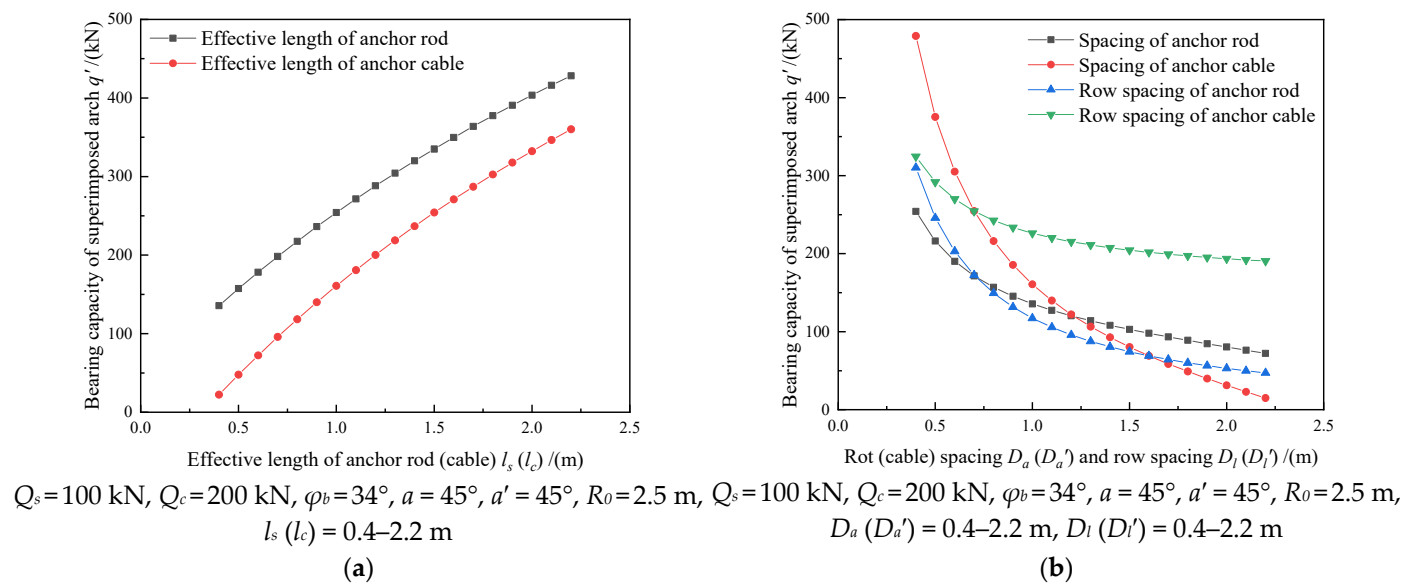 500
400
300
200
100
0
Bearing capacity of superimposed arch q′ /(kN)
Effective length of anchor rod
Effective length of anchor cable
0.0 0.5 1.0 1.5 2.0 2.5
Effective length of anchor rod (cable) ls (lc) /(m)
Qs = 100 kN, Qc = 200 kN, φb = 34°, a = 45°, a′ = 45°, R0 = 2.5 m,
ls (lc) = 0.4–2.2 m
(a)
500
400
300
200
100
0
Bearing capacity of superimposed arch q′ /(kN)
Spacing of anchor rod
Spacing of anchor cable
Row spacing of anchor rod
Row spacing of anchor cable
0.0 0.5 1.0 1.5 2.0 2.5
Rot (cable) spacing Da (Da′) and row spacing Dl (Dl′) /(m)
Qs = 100 kN, Qc = 200 kN, φb = 34°, a = 45°, a′ = 45°, R0 = 2.5 m,
Da (Da′) = 0.4–2.2 m, Dl (Dl′) = 0.4–2.2 m
(b)